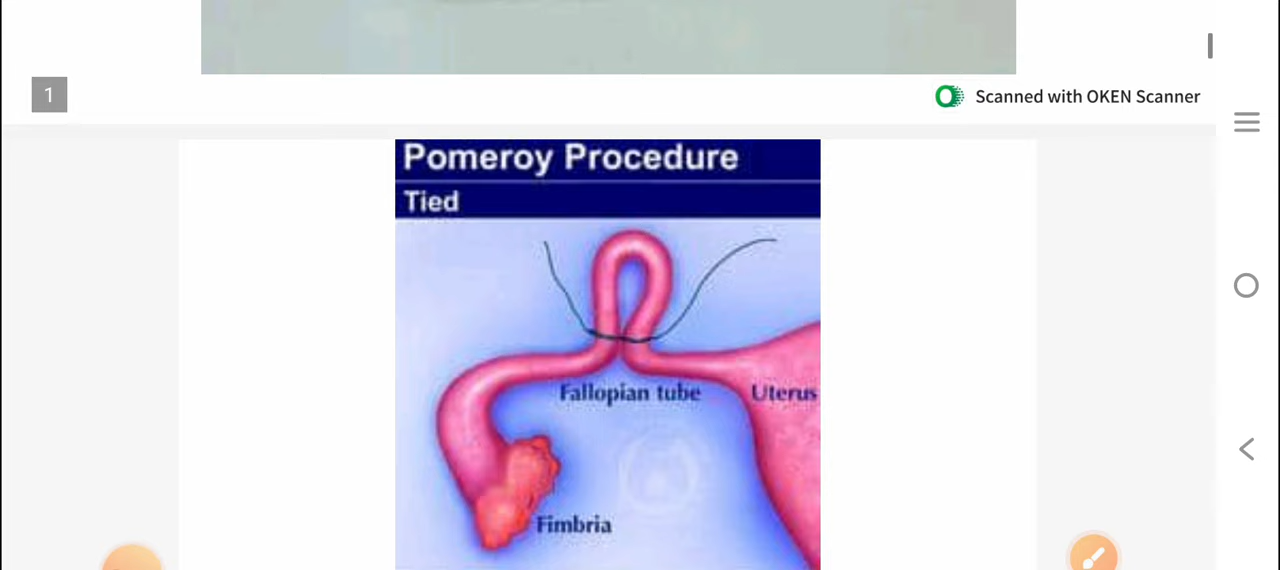 1
Scanned with OKEN Scanner
Pomeroy Procedure
Tied
Fallopian tube
Uterus
Fimbria